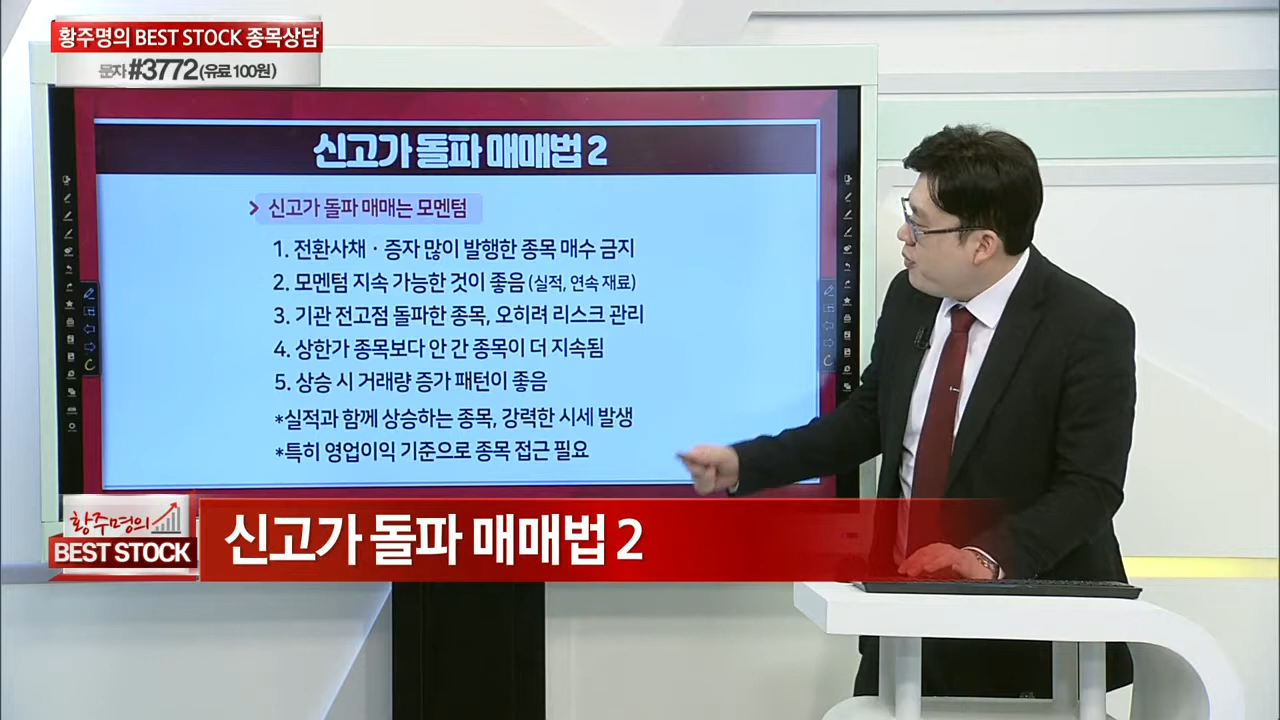 황주명의 BEST STOCK 종목상담
문자 #3772 (유료 100원)
신고가 돌파 매매법 2
> 신고가 돌파 매매는 모멘텀
1. 전환사채 · 증자 많이 발행한 종목 매수 금지
2. 모멘텀 지속 가능한 것이 좋음 (실적, 연속 재료)
3. 기관 전고점 돌파한 종목, 오히려 리스크 관리
4. 상한가 종목보다 안 간 종목이 더 지속됨
5. 상승 시 거래량 증가 패턴이 좋음
*실적과 함께 상승하는 종목, 강력한 시세 발생
*특히 영업이익 기준으로 종목 접근 필요
황주명의
BEST STOCK
신고가 돌파 매매법 2